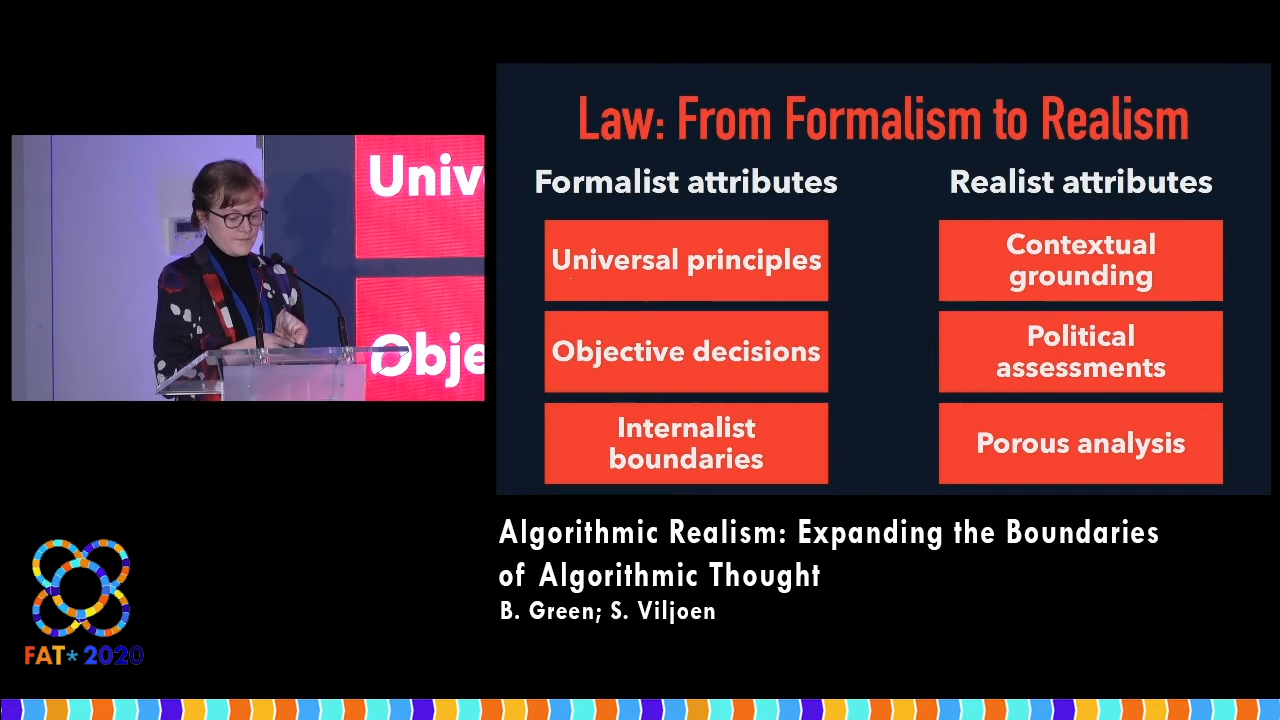 Univ
Obje
Law: From Formalism to Realism
Formalist attributes
Realist attributes
Universal principles
Contextual
grounding
Objective decisions
Political
assessments
Internalist
boundaries
Porous analysis
Algorithmic Realism: Expanding the Boundaries
of Algorithmic Thought
B. Green; S. Viljoen
FAT* 2020